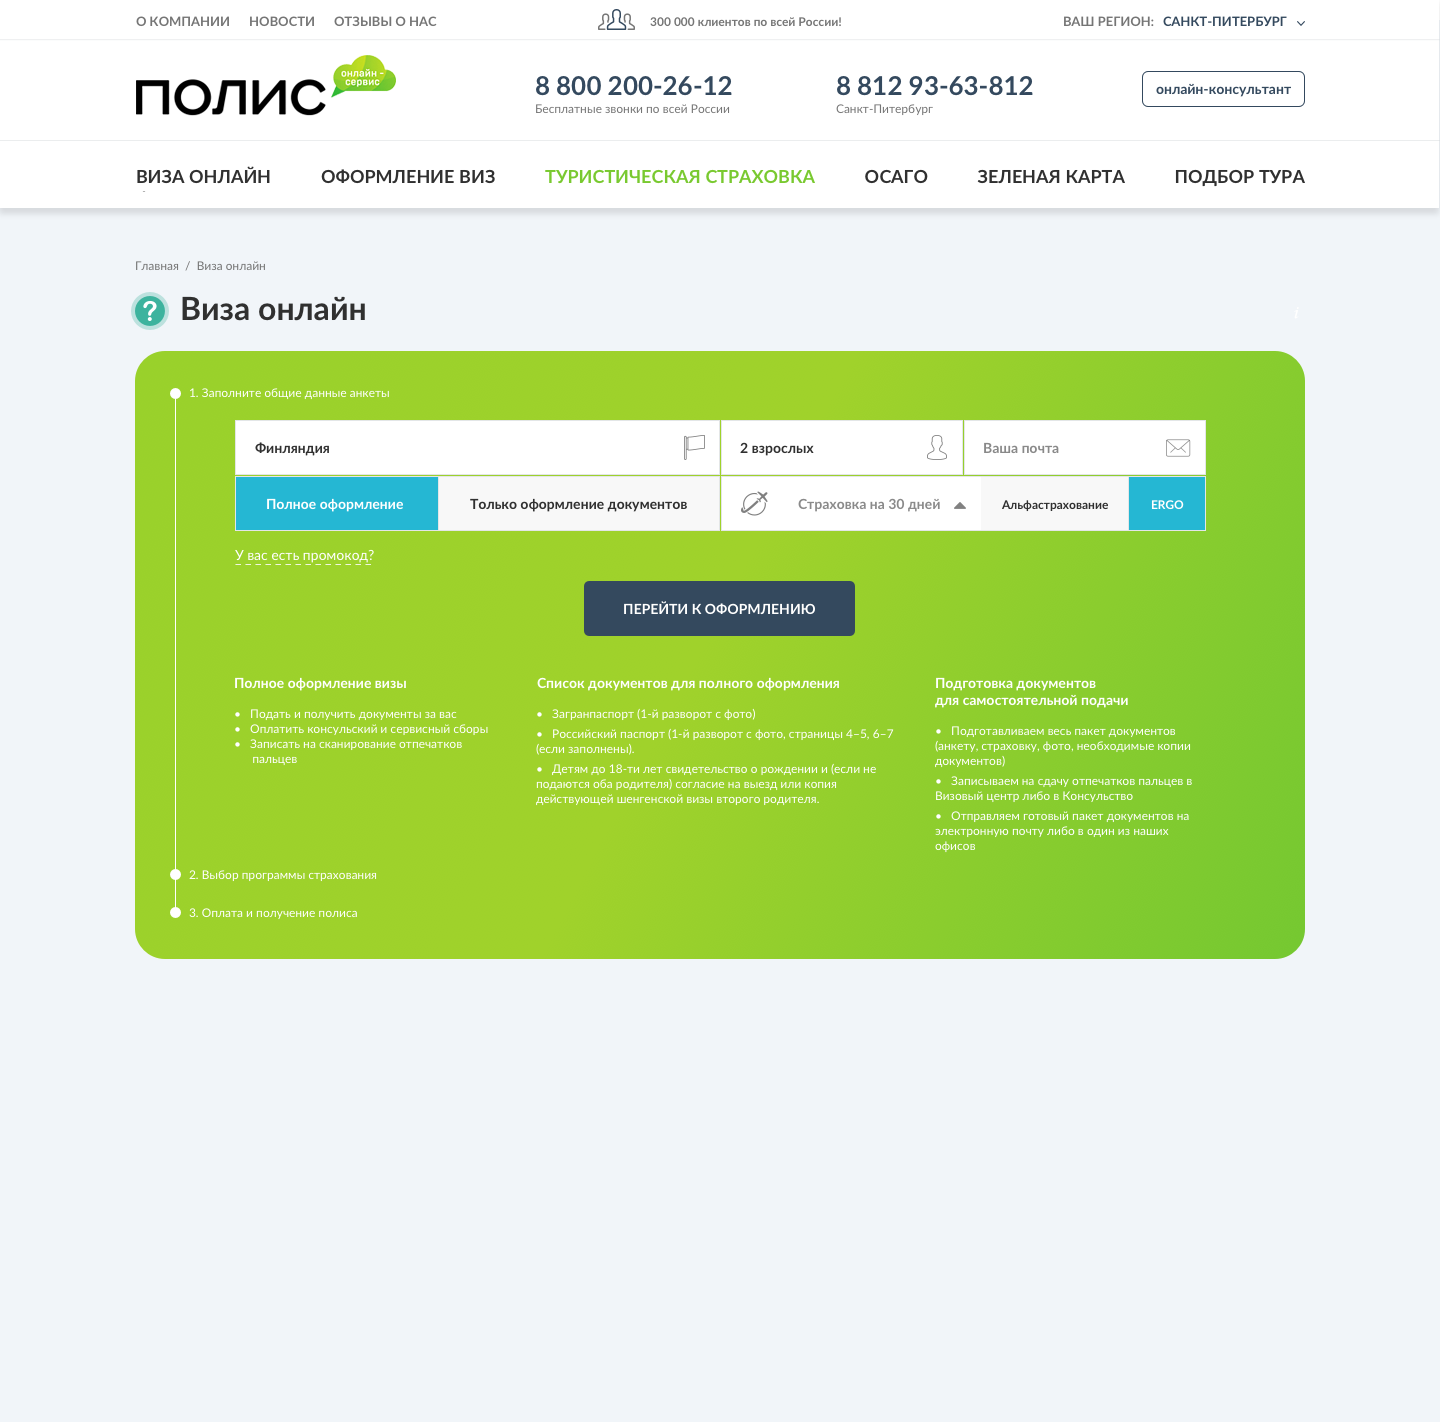 О КОМПАНИИ НОВОСТИ ОТЗЫВЫ О НАС 300 000 клиентов по всей России! ВАШ РЕГИОН: САНКТ-ПИТЕРБУРГ
ПОЛИС
онлайн -
сервис
8 800 200-26-12
Бесплатные звонки по всей России
8 812 93-63-812
Санкт-Петербург
онлайн-консультант
ВИЗА ОНЛАЙН ОФОРМЛЕНИЕ ВИЗ ТУРИСТИЧЕСКАЯ СТРАХОВКА ОСАГО ЗЕЛЕНАЯ КАРТА ПОДБОР ТУРА
Главная / Виза онлайн
? Виза онлайн
1. Заполните общие данные анкеты
Финляндия 2 взрослых Ваша почта
Полное оформление Только оформление документов Страховка на 30 дней Альфастрахование ERGO
У вас есть промокод?
ПЕРЕЙТИ К ОФОРМЛЕНИЮ
Полное оформление визы
• Подать и получить документы за вас
• Оплатить консульский и сервисный сборы
• Записать на сканирование отпечатков
пальцев
Список документов для полного оформления
• Загранпаспорт (1-й разворот с фото)
• Российский паспорт (1-й разворот с фото, страницы 4–5, 6–7
(если заполнены).
• Детям до 18-ти лет свидетельство о рождении и (если не
подаются оба родителя) согласие на выезд или копия
действующей шенгенской визы второго родителя.
Подготовка документов
для самостоятельной подачи
• Подготавливаем весь пакет документов
(анкету, страховку, фото, необходимые копии
документов)
• Записываем на сдачу отпечатков пальцев в
Визовый центр либо в Консульство
• Отправляем готовый пакет документов на
электронную почту либо в один из наших
офисов
2. Выбор программы страхования
3. Оплата и получение полиса